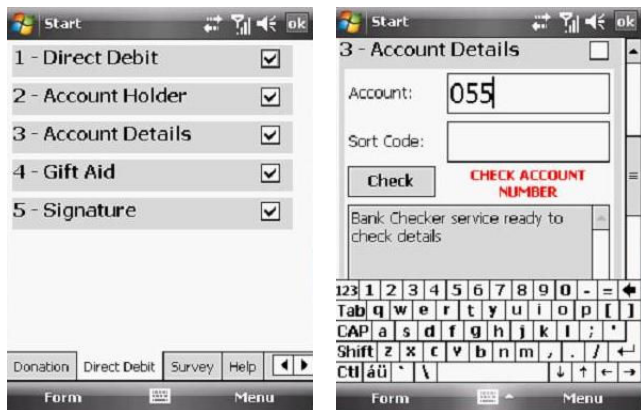 Start
ok
1 - Direct Debit
2 - Account Holder
3 - Account Details
4 - Gift Aid
5 - Signature
Donation Direct Debit Survey Help
Form Menu
Start
ok
3 - Account Details
Account: 055
Sort Code:
Check
CHECK ACCOUNT
NUMBER
Bank Checker service ready to
check details
123 1 2 3 4 5 6 7 8 9 0 - =
Tab q w e r t y u i o p [ ]
CAP a s d f g h j k l ; '
Shift z x c v b n m , . /
Ctl áü ` \
Form Menu